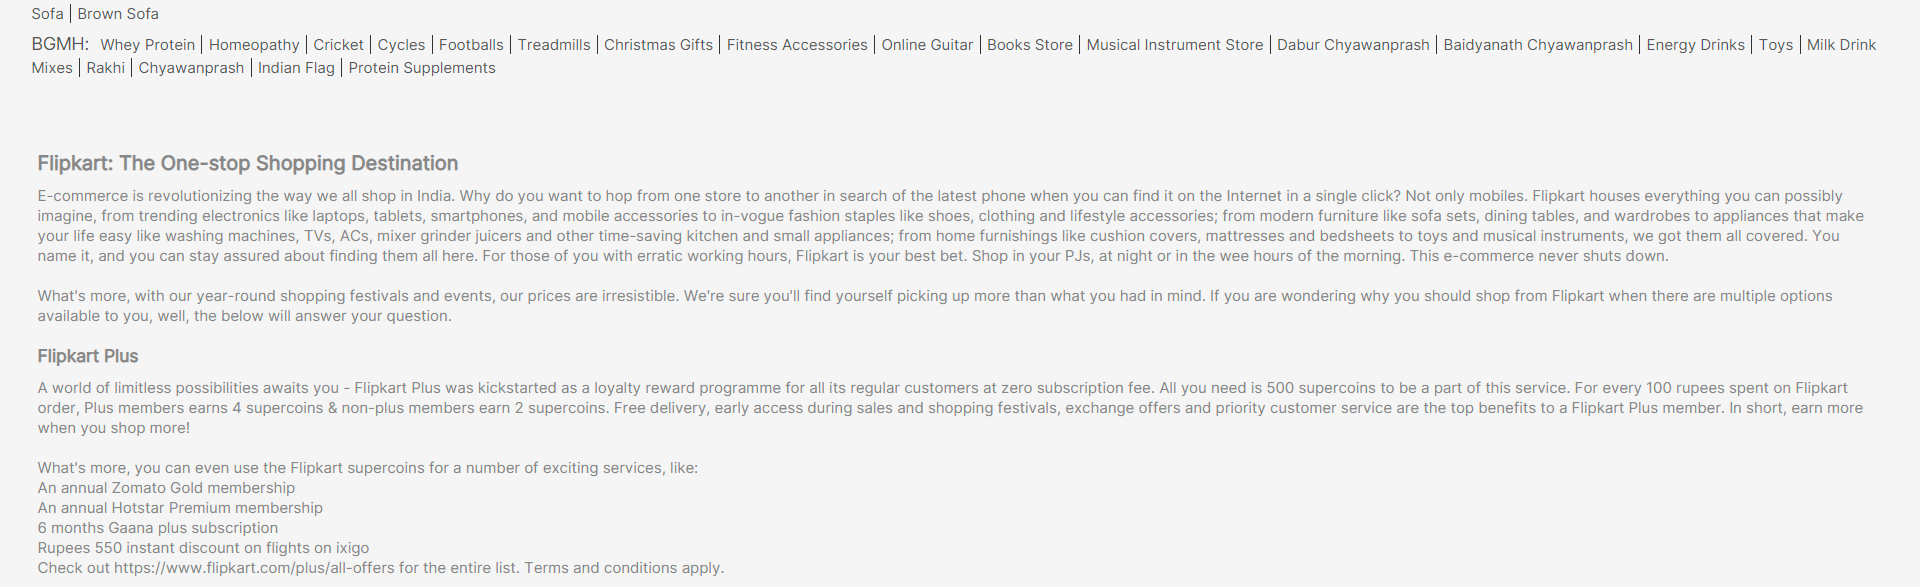 Sofa | Brown Sofa
BGMH: Whey Protein | Homeopathy | Cricket | Cycles | Footballs | Treadmills | Christmas Gifts | Fitness Accessories | Online Guitar | Books Store | Musical Instrument Store | Dabur Chyawanprash | Baidyanath Chyawanprash | Energy Drinks | Toys | Milk Drink
Mixes | Rakhi | Chyawanprash | Indian Flag | Protein Supplements
Flipkart: The One-stop Shopping Destination
E-commerce is revolutionizing the way we all shop in India. Why do you want to hop from one store to another in search of the latest phone when you can find it on the Internet in a single click? Not only mobiles. Flipkart houses everything you can possibly
imagine, from trending electronics like laptops, tablets, smartphones, and mobile accessories to in-vogue fashion staples like shoes, clothing and lifestyle accessories; from modern furniture like sofa sets, dining tables, and wardrobes to appliances that make
your life easy like washing machines, TVs, ACs, mixer grinder juicers and other time-saving kitchen and small appliances; from home furnishings like cushion covers, mattresses and bedsheets to toys and musical instruments, we got them all covered. You
name it, and you can stay assured about finding them all here. For those of you with erratic working hours, Flipkart is your best bet. Shop in your PJs, at night or in the wee hours of the morning. This e-commerce never shuts down.
What's more, with our year-round shopping festivals and events, our prices are irresistible. We're sure you'll find yourself picking up more than what you had in mind. If you are wondering why you should shop from Flipkart when there are multiple options
available to you, well, the below will answer your question.
Flipkart Plus
A world of limitless possibilities awaits you - Flipkart Plus was kickstarted as a loyalty reward programme for all its regular customers at zero subscription fee. All you need is 500 supercoins to be a part of this service. For every 100 rupees spent on Flipkart
order, Plus members earns 4 supercoins & non-plus members earn 2 supercoins. Free delivery, early access during sales and shopping festivals, exchange offers and priority customer service are the top benefits to a Flipkart Plus member. In short, earn more
when you shop more!
What's more, you can even use the Flipkart supercoins for a number of exciting services, like:
An annual Zomato Gold membership
An annual Hotstar Premium membership
6 months Gaana plus subscription
Rupees 550 instant discount on flights on ixigo
Check out https://www.flipkart.com/plus/all-offers for the entire list. Terms and conditions apply.